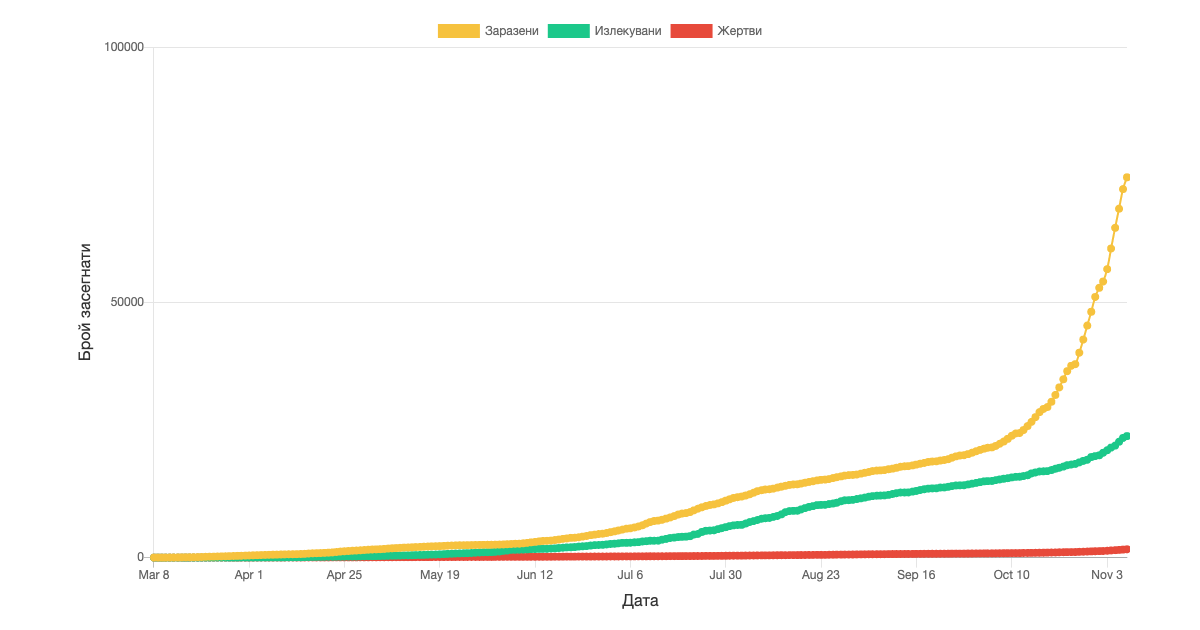 Заразени Излекувани Жертви
100000
50000
0
Брой засегнати
Mar 8 Apr 1 Apr 25 May 19 Jun 12 Jul 6 Jul 30 Aug 23 Sep 16 Oct 10 Nov 3
Дата